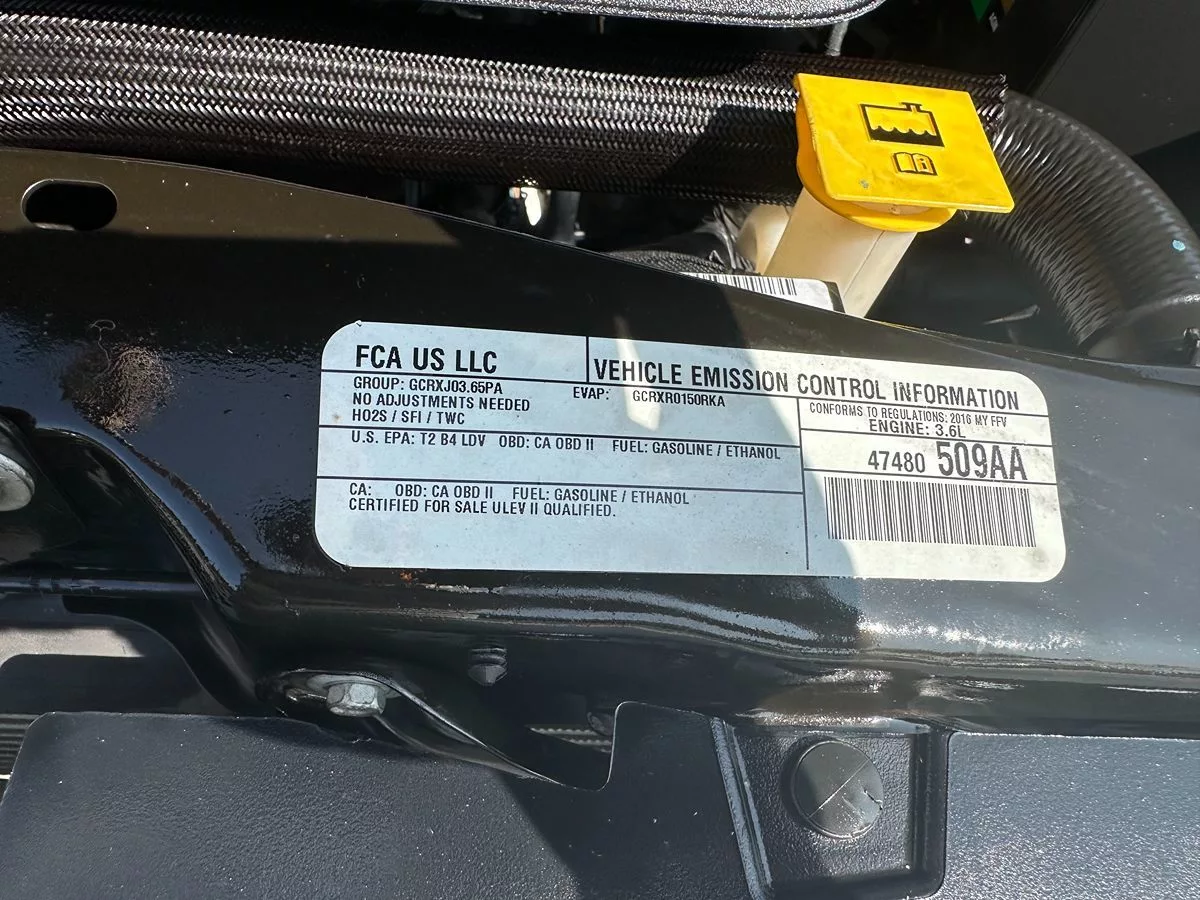 FCA US LLC
VEHICLE EMISSION CONTROL INFORMATION
GROUP: GCRXJ03.65PA
EVAP: GCRXR0150RKA
NO ADJUSTMENTS NEEDED
HO2S / SFI / TWC
CONFORMS TO REGULATIONS: 2016 MY FFV
ENGINE: 3.6L
U.S. EPA: T2 B4 LDV OBD: CA OBD II FUEL: GASOLINE / ETHANOL
47480 509AA
CA: OBD: CA OBD II FUEL: GASOLINE / ETHANOL
CERTIFIED FOR SALE ULEV II QUALIFIED.